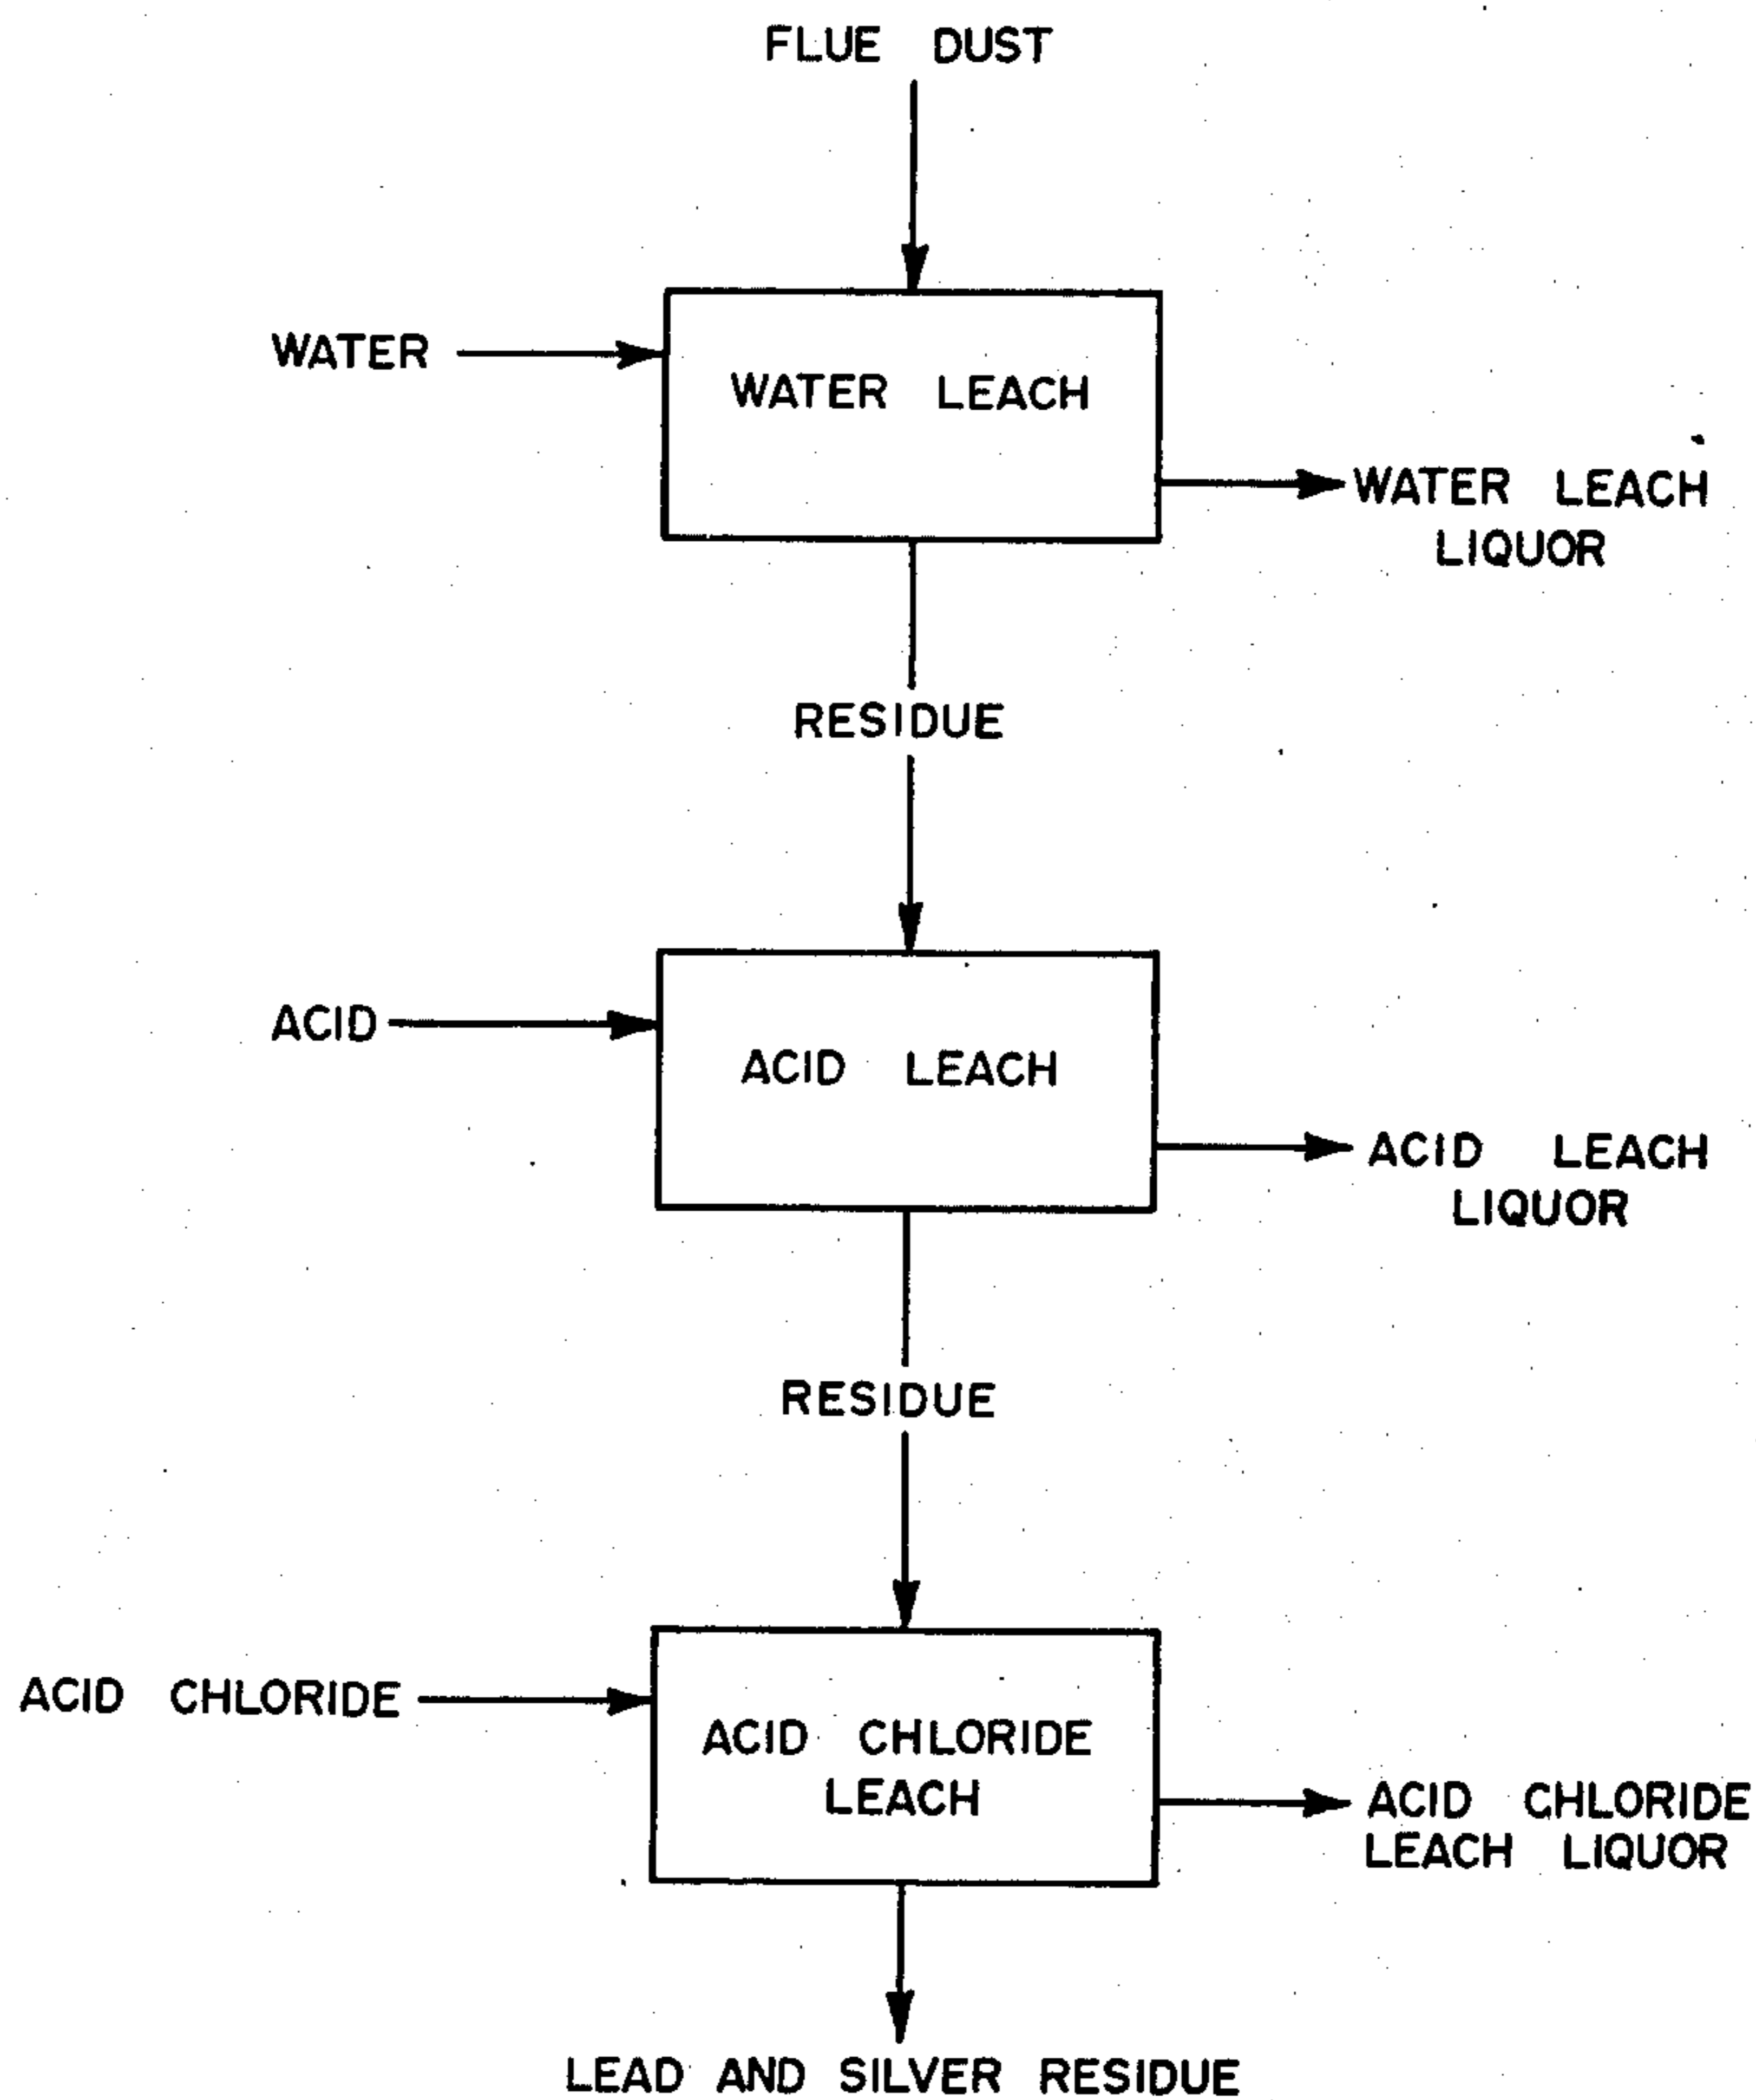 FLUE DUST
WATER
WATER LEACH
WATER LEACH
LIQUOR
RESIDUE
ACID
ACID LEACH
ACID LEACH
LIQUOR
RESIDUE
ACID CHLORIDE
ACID CHLORIDE
LEACH
ACID CHLORIDE
LEACH LIQUOR
LEAD AND SILVER RESIDUE